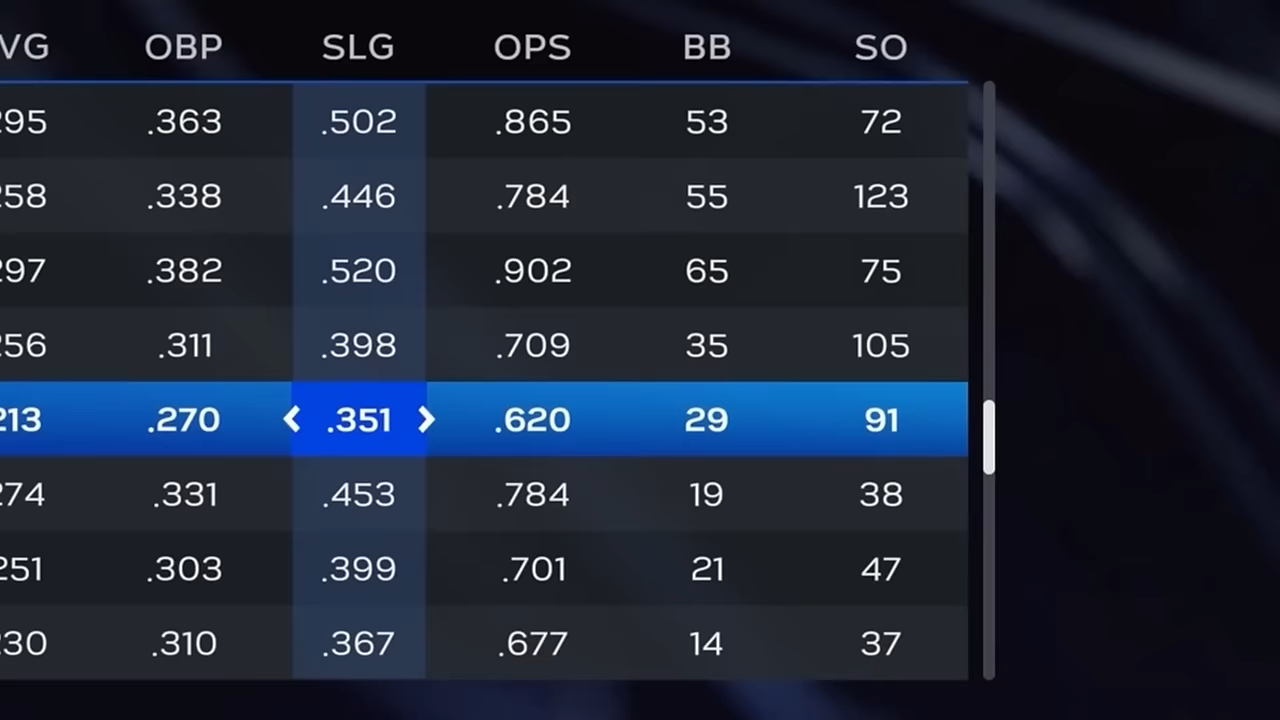 VG OBP SLG OPS BB SO
295 .363 .502 .865 53 72
258 .338 .446 .784 55 123
297 .382 .520 .902 65 75
256 .311 .398 .709 35 105
213 .270 .351 .620 29 91
274 .331 .453 .784 19 38
251 .303 .399 .701 21 47
230 .310 .367 .677 14 37